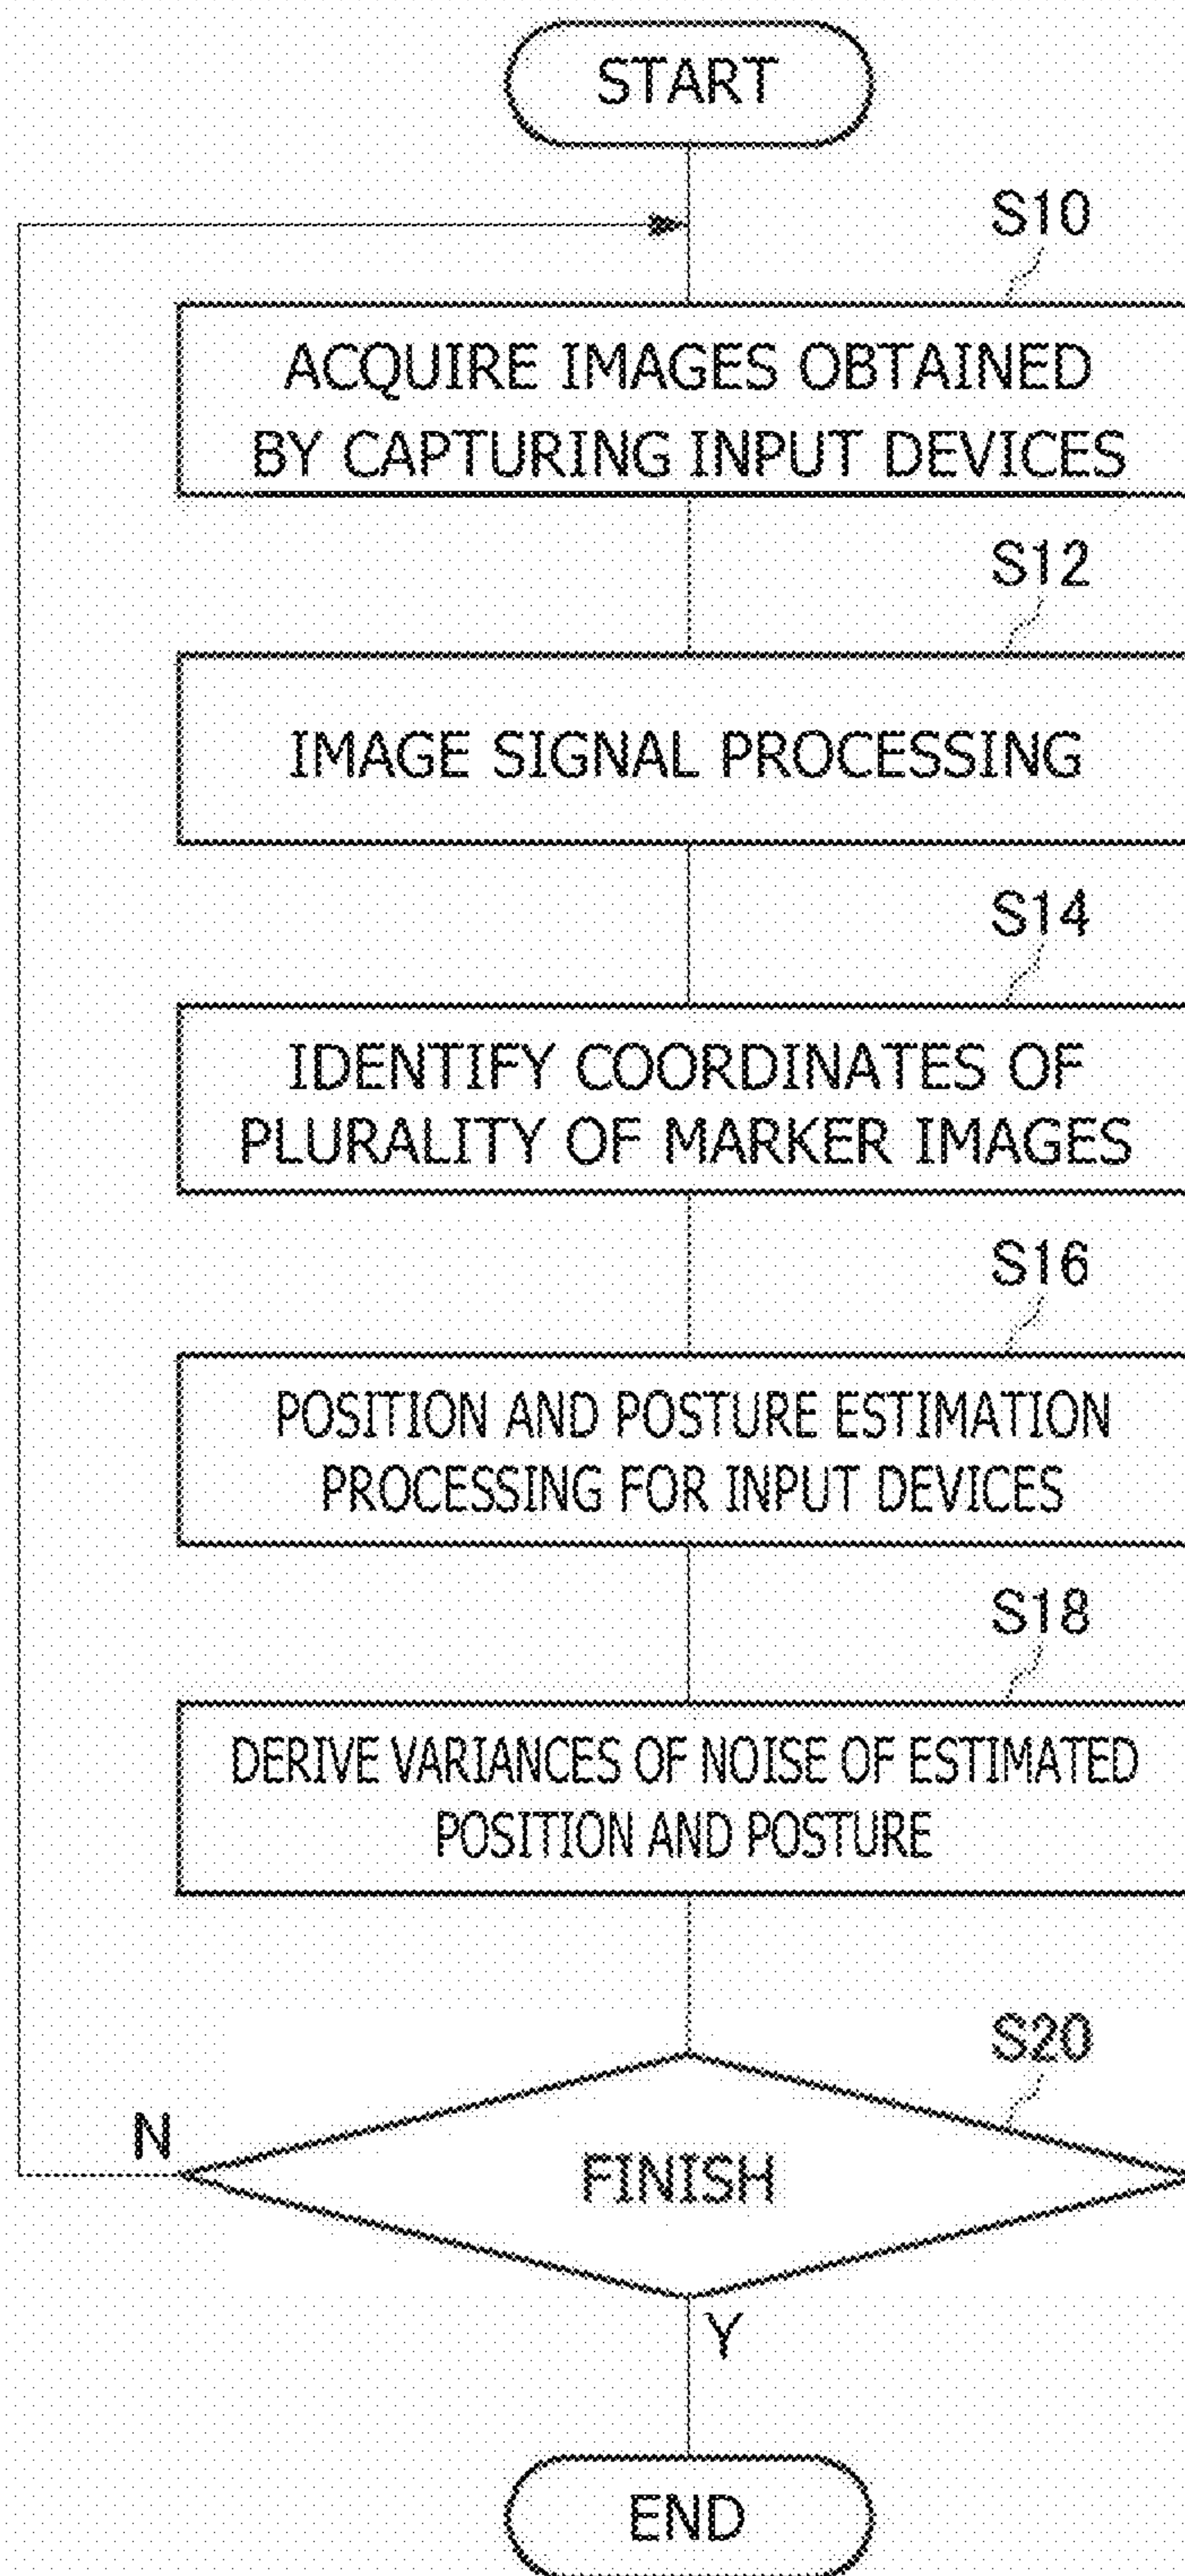 START
S10
ACQUIRE IMAGES OBTAINED
BY CAPTURING INPUT DEVICES
S12
IMAGE SIGNAL PROCESSING
S14
IDENTIFY COORDINATES OF
PLURALITY OF MARKER IMAGES
S16
POSITION AND POSTURE ESTIMATION
PROCESSING FOR INPUT DEVICES
S18
DERIVE VARIANCES OF NOISE OF ESTIMATED
POSITION AND POSTURE
S20
N
FINISH
Y
END